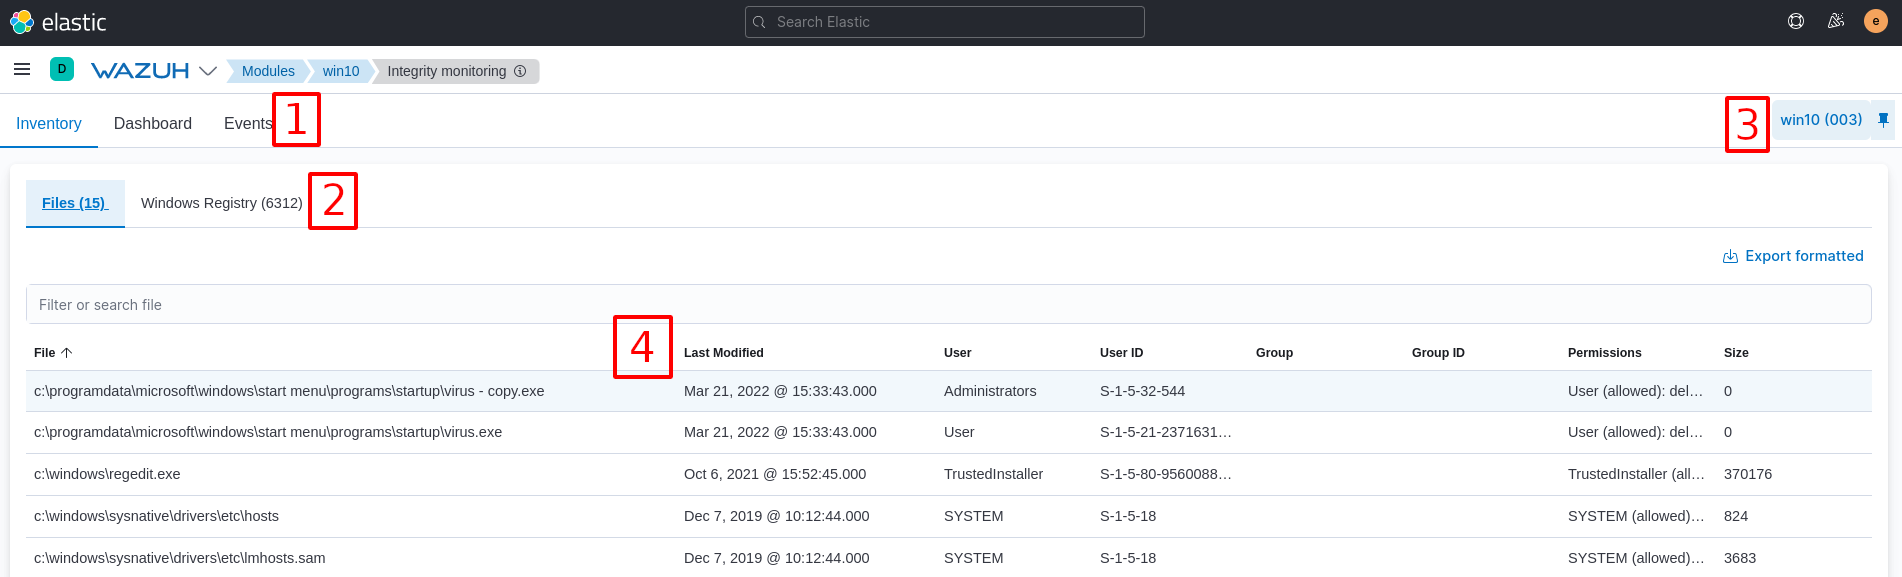 elastic Search Elastic e
D WAZUH Modules win10 Integrity monitoring
Inventory Dashboard Events 1 3 win10 (003)
Files (15) Windows Registry (6312) 2
Export formatted
Filter or search file
4
File Last Modified User User ID Group Group ID Permissions Size
c:\programdata\microsoft\windows\start menu\programs\startup\virus - copy.exe Mar 21, 2022 @ 15:33:43.000 Administrators S-1-5-32-544 User (allowed): del… 0
c:\programdata\microsoft\windows\start menu\programs\startup\virus.exe Mar 21, 2022 @ 15:33:43.000 User S-1-5-21-2371631… User (allowed): del… 0
c:\windows\regedit.exe Oct 6, 2021 @ 15:52:45.000 TrustedInstaller S-1-5-80-9560088… TrustedInstaller (all… 370176
c:\windows\sysnative\drivers\etc\hosts Dec 7, 2019 @ 10:12:44.000 SYSTEM S-1-5-18 SYSTEM (allowed)… 824
c:\windows\sysnative\drivers\etc\lmhosts.sam Dec 7, 2019 @ 10:12:44.000 SYSTEM S-1-5-18 SYSTEM (allowed)… 3683